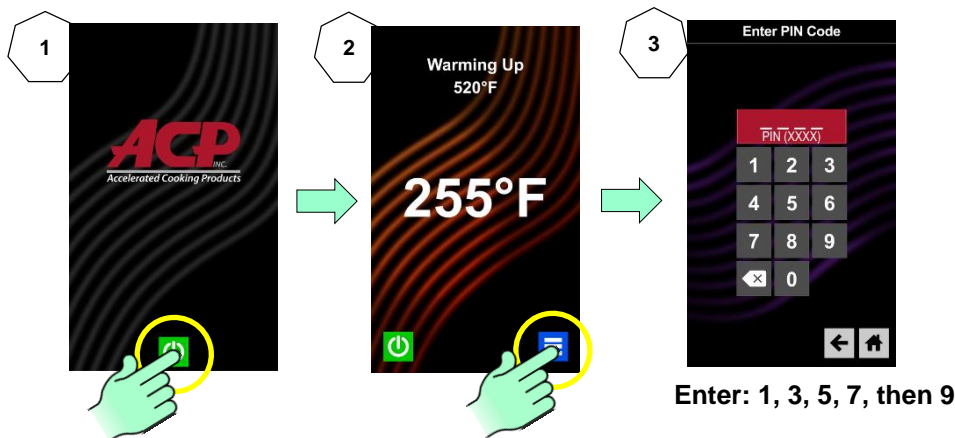 1
ACP
INC.
Accelerated Cooking Products
2
Warming Up
520°F
255°F
3
Enter PIN Code
PIN (XXXX)
1 2 3
4 5 6
7 8 9
0
Enter: 1, 3, 5, 7, then 9